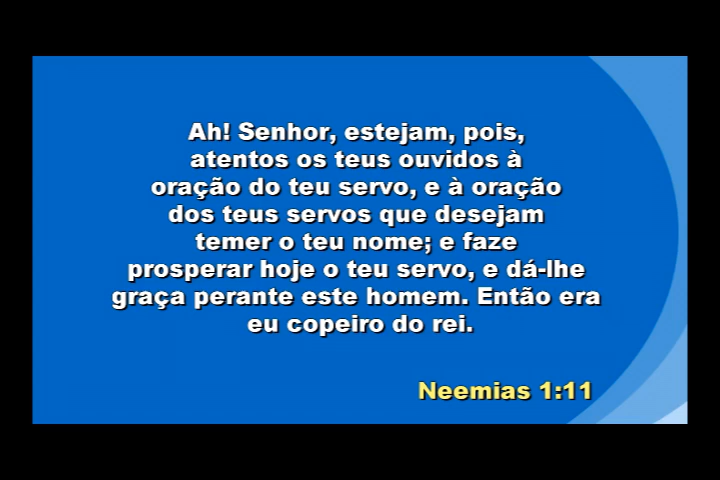 Ah! Senhor, estejam, pois,
atentos os teus ouvidos à
oração do teu servo, e à oração
dos teus servos que desejam
temer o teu nome; e faze
prosperar hoje o teu servo, e dá-lhe
graça perante este homem. Então era
eu copeiro do rei.
Neemias 1:11